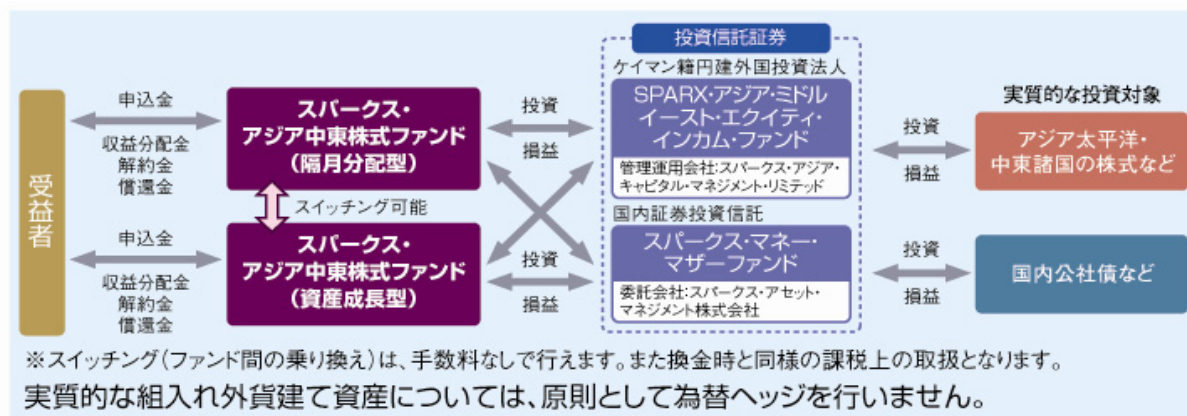 受益者
申込金
収益分配金
解約金
償還金
申込金
収益分配金
解約金
償還金
スパークス・
アジア中東株式ファンド
(隔月分配型)
スイッチング可能
スパークス・
アジア中東株式ファンド
(資産成長型)
投資
損益
投資
損益
投資信託証券
ケイマン籍円建外国投資法人
SPARX・アジア・ミドル
イースト・エクイティ・
インカム・ファンド
管理運用会社:スパークス・アジア・
キャピタル・マネジメント・リミテッド
国内証券投資信託
スパークス・マネー・
マザーファンド
委託会社:スパークス・アセット・
マネジメント株式会社
投資
損益
投資
損益
実質的な投資対象
アジア太平洋・
中東諸国の株式など
国内公社債など
※スイッチング(ファンド間の乗り換え)は、手数料なしで行えます。また換金時と同様の課税上の取扱となります。
実質的な組入れ外貨建て資産については、原則として為替ヘッジを行いません。